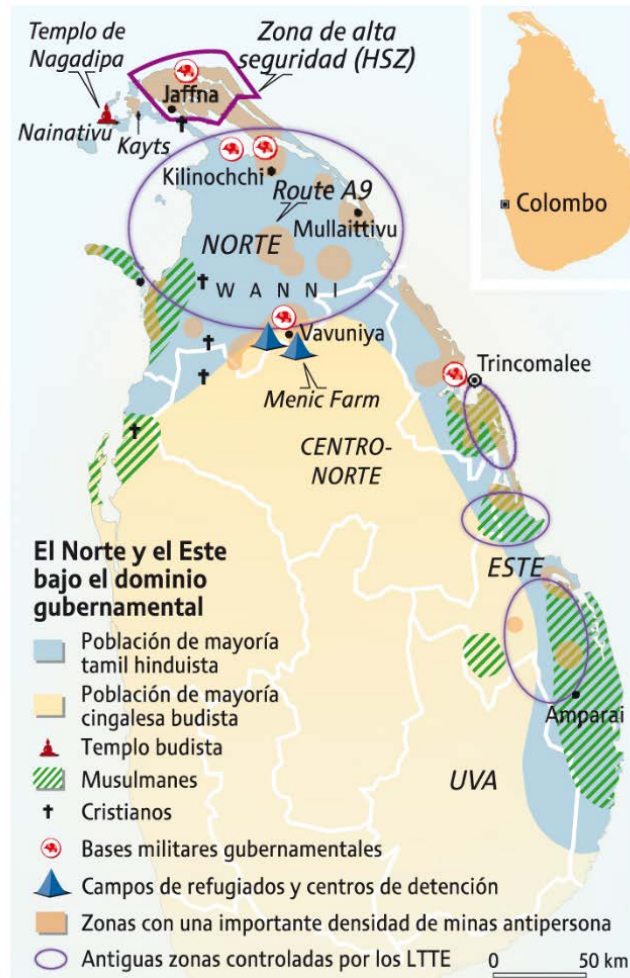 Templo de
Nagadipa
Zona de alta
seguridad (HSZ)
Jaffna
Nainativu
Kayts
Kilinochchi
Route A9
Mullaittivu
NORTE
WANNI
Vavuniya
Menic Farm
Trincomalee
CENTRO-
NORTE
ESTE
Amparai
UVA
Colombo
El Norte y el Este
bajo el dominio
gubernamental
Población de mayoría
tamil hinduista
Población de mayoría
cingalesa budista
Templo budista
Musulmanes
Cristianos
Bases militares gubernamentales
Campos de refugiados y centros de detención
Zonas con una importante densidad de minas antipersona
Antiguas zonas controladas por los LTTE
0 50 km